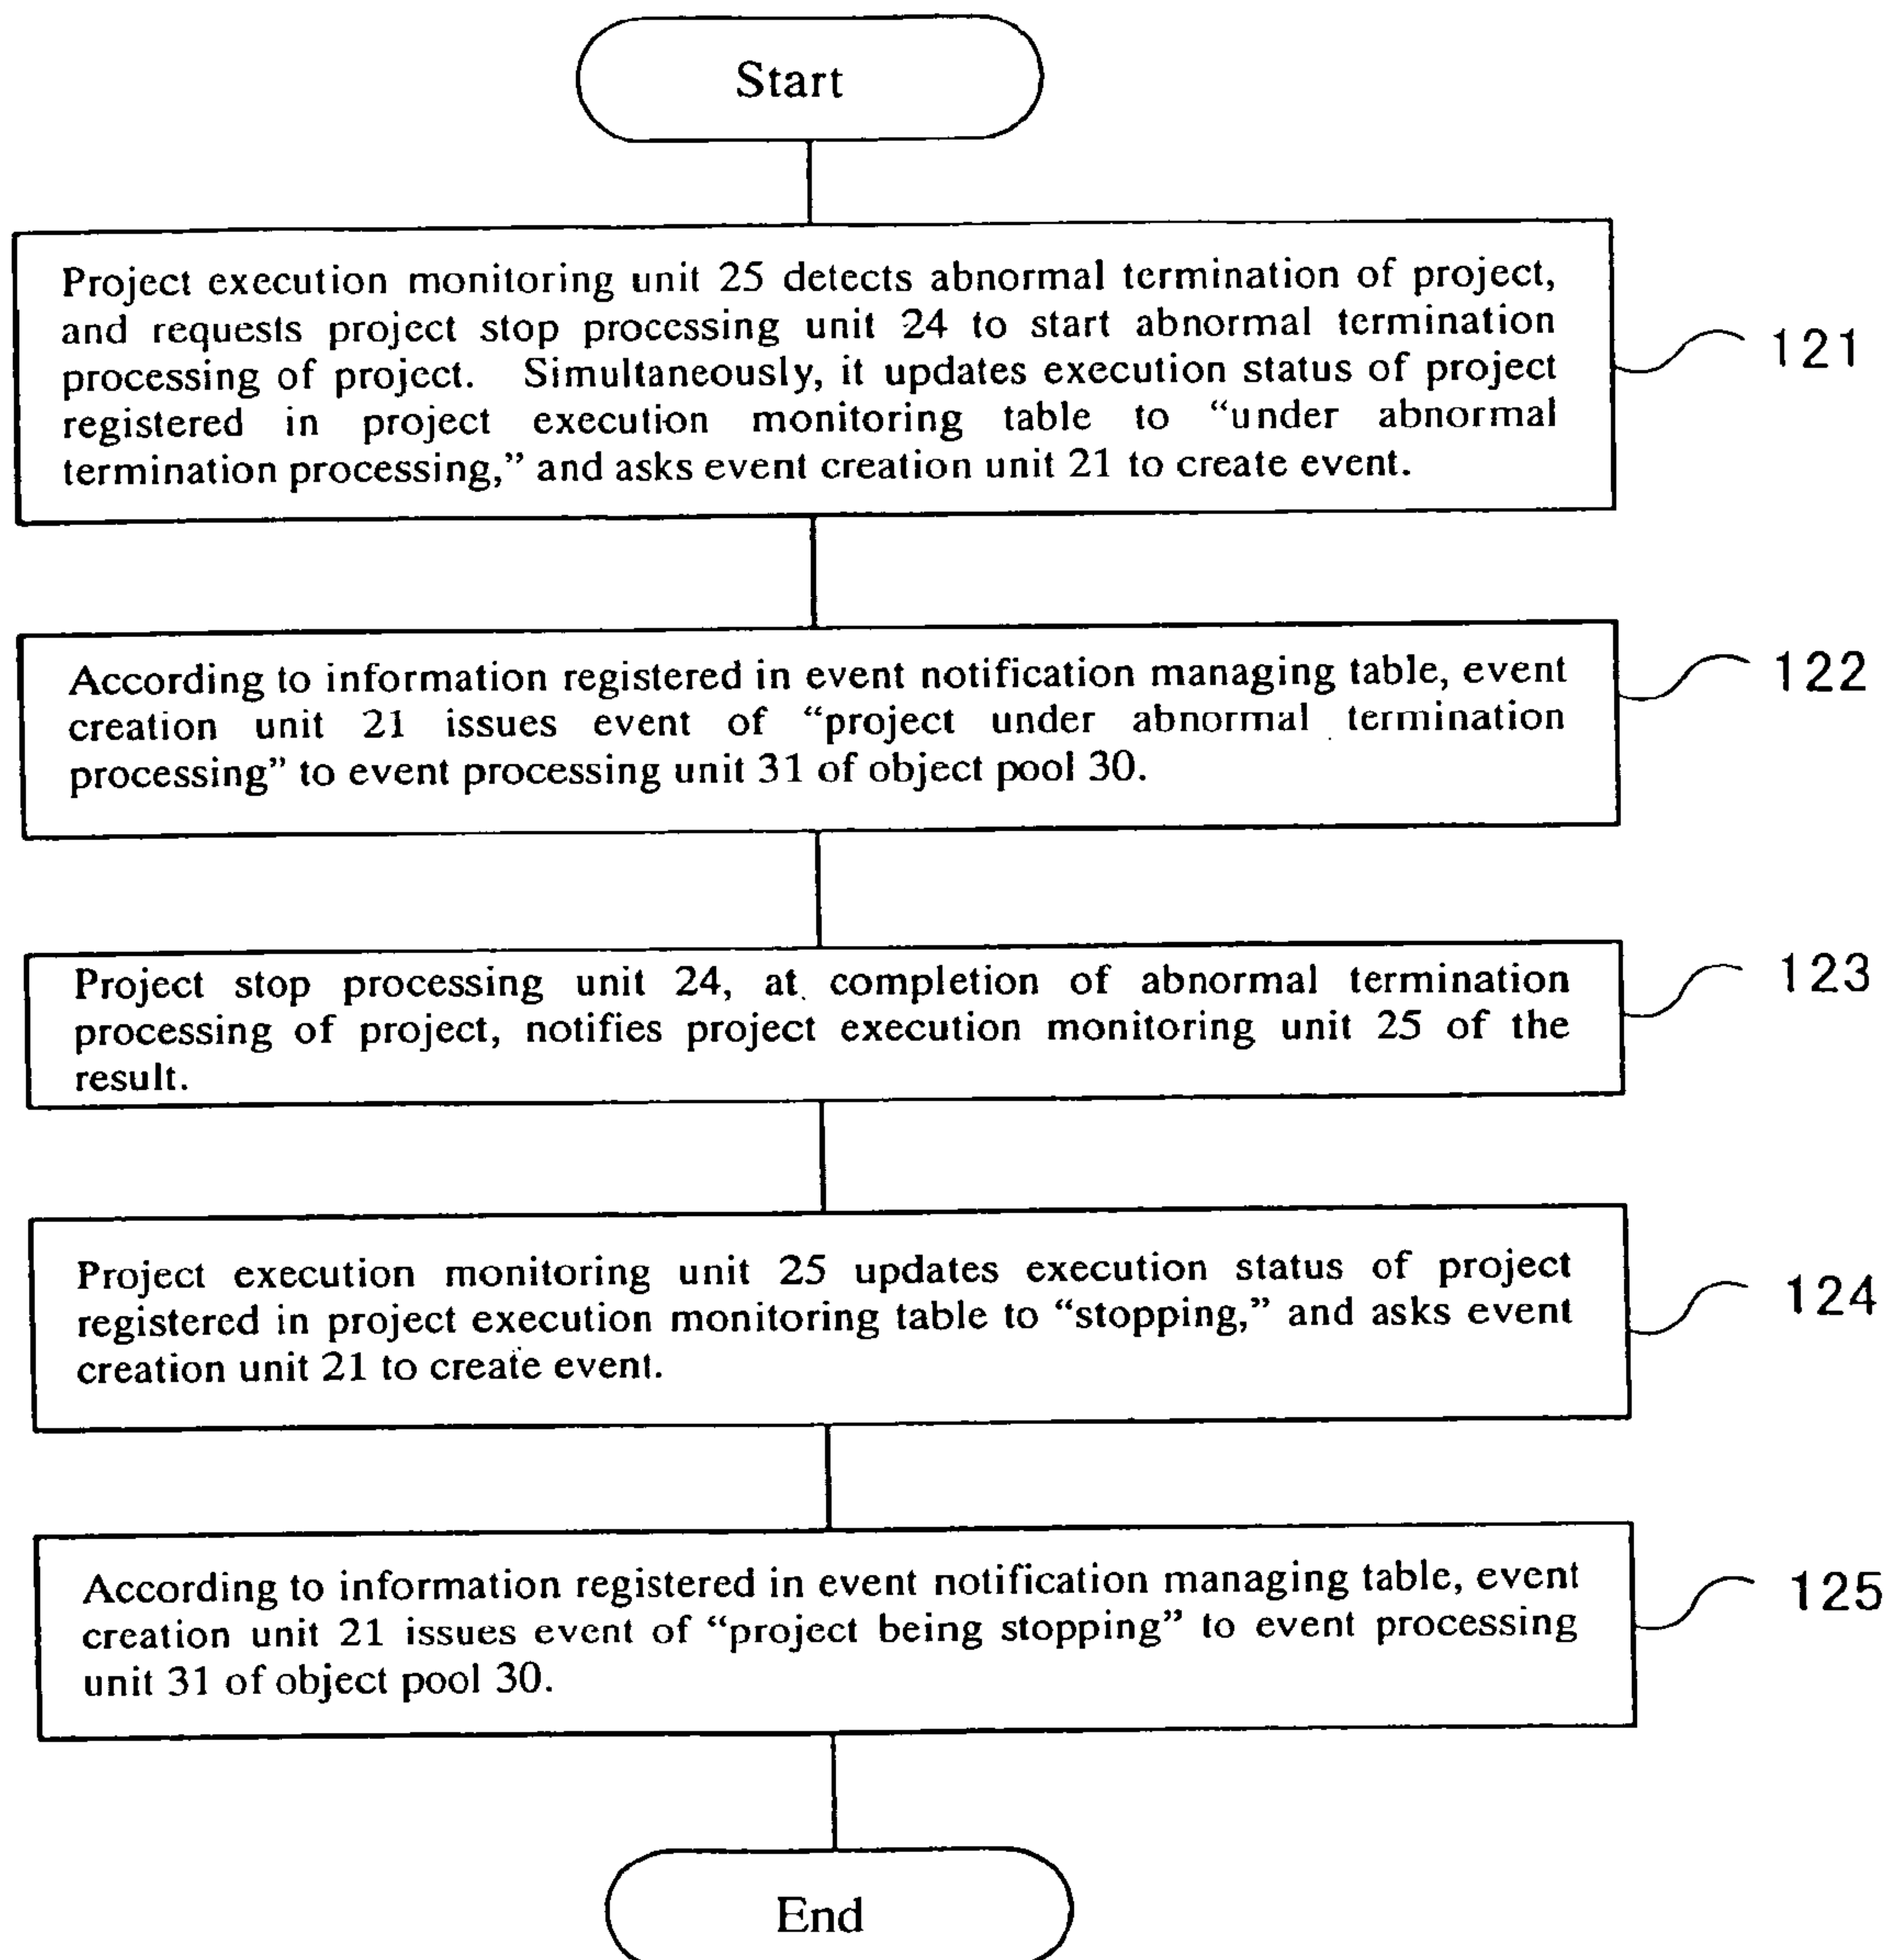 Start
Project execution monitoring unit 25 detects abnormal termination of project,
and requests project stop processing unit 24 to start abnormal termination
processing of project. Simultaneously, it updates execution status of project
registered in project execution monitoring table to “under abnormal
termination processing,” and asks event creation unit 21 to create event.
121
According to information registered in event notification managing table, event
creation unit 21 issues event of “project under abnormal termination
processing” to event processing unit 31 of object pool 30.
122
Project stop processing unit 24, at completion of abnormal termination
processing of project, notifies project execution monitoring unit 25 of the
result.
123
Project execution monitoring unit 25 updates execution status of project
registered in project execution monitoring table to “stopping,” and asks event
creation unit 21 to create event.
124
According to information registered in event notification managing table, event
creation unit 21 issues event of “project being stopping” to event processing
unit 31 of object pool 30.
125
End